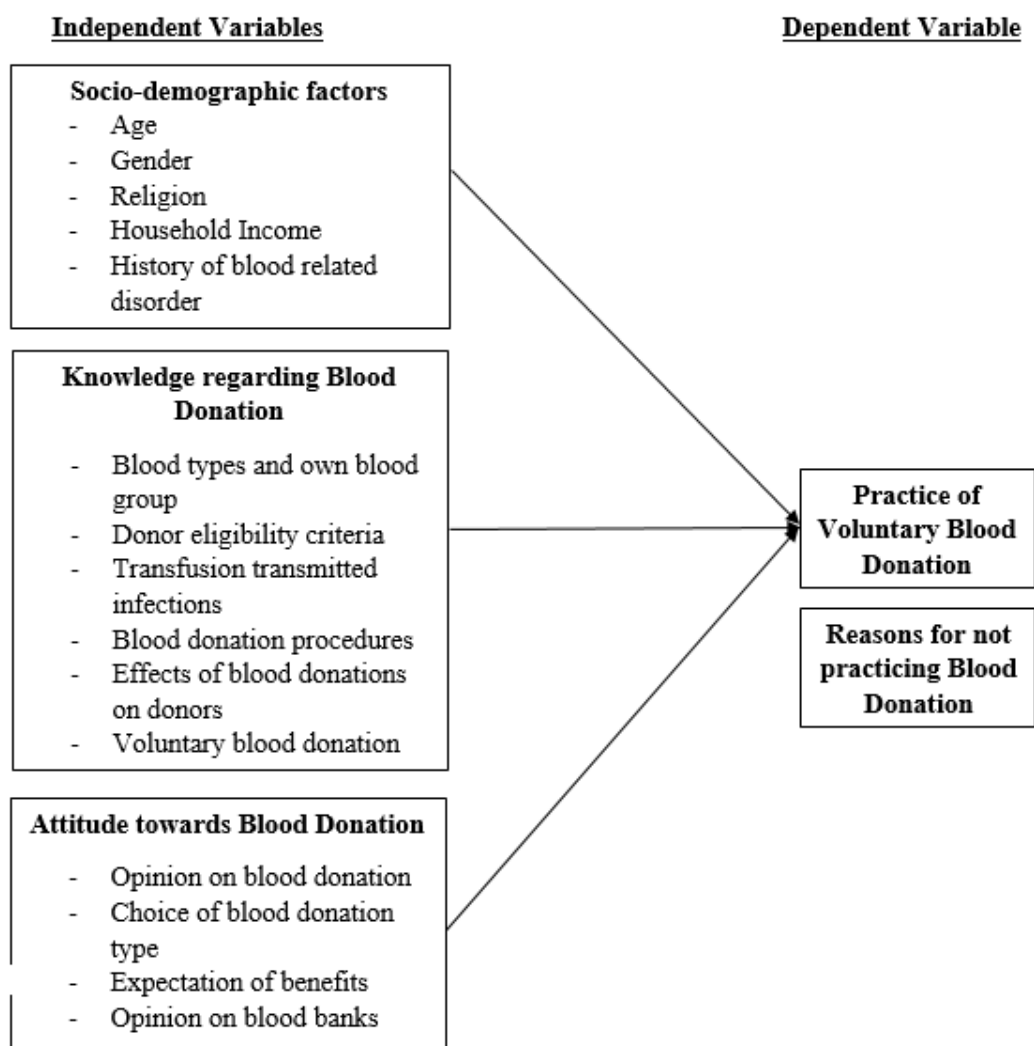 Independent Variables
Dependent Variable
Socio-demographic factors
- Age
- Gender
- Religion
- Household Income
- History of blood related
disorder
Knowledge regarding Blood
Donation
- Blood types and own blood
group
- Donor eligibility criteria
- Transfusion transmitted
infections
- Blood donation procedures
- Effects of blood donations
on donors
- Voluntary blood donation
Attitude towards Blood Donation
- Opinion on blood donation
- Choice of blood donation
type
- Expectation of benefits
- Opinion on blood banks
Practice of
Voluntary Blood
Donation
Reasons for not
practicing Blood
Donation